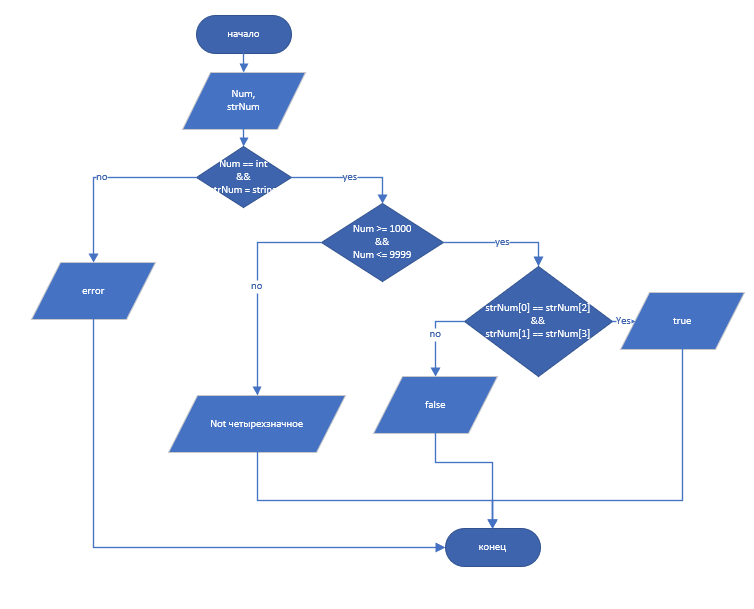 начало
Num,
strNum
Num == int
&&
strNum = string
no
yes
Num >= 1000
&&
Num <= 9999
yes
no
error
strNum[0] == strNum[2]
&&
strNum[1] == strNum[3]
Yes
true
no
false
Not четырехзначное
конец